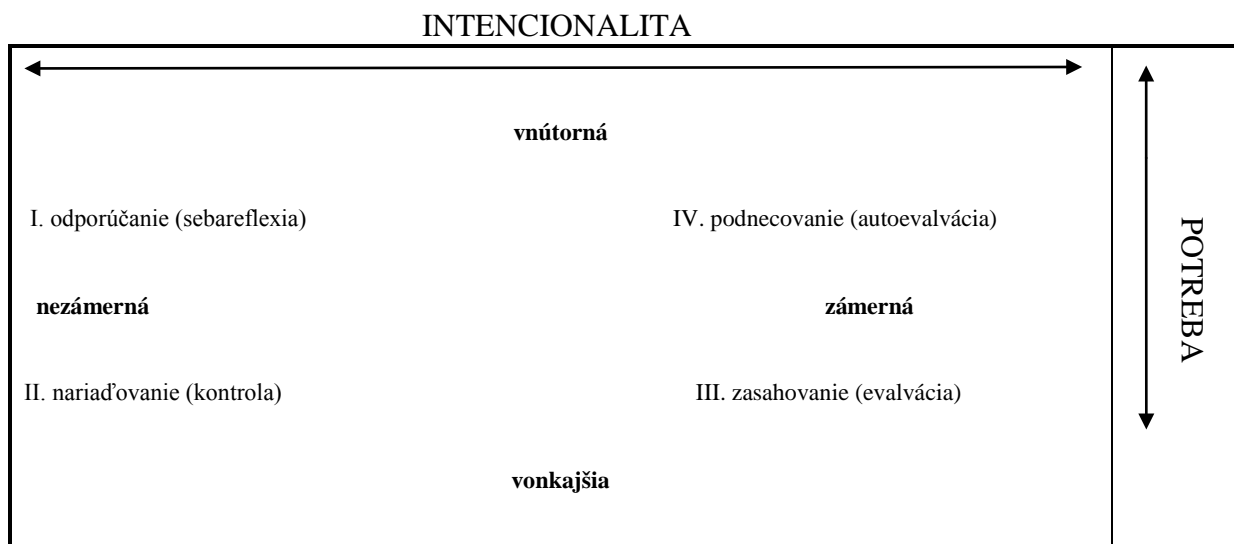 INTENCIONALITA
vnútorná
I. odporúčanie (sebareflexia)
IV. podnecovanie (autoevalvácia)
nezámerná
zámerná
II. nariaďovanie (kontrola)
III. zasahovanie (evalvácia)
vonkajšia
POTREBA